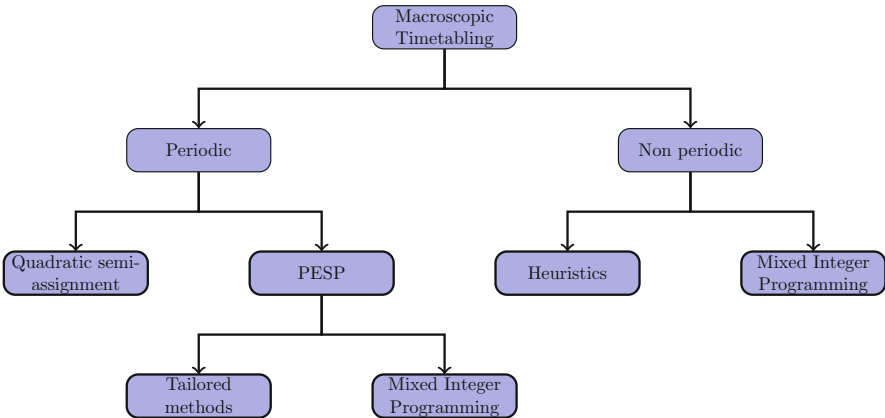 Macroscopic
Timetabling
Periodic
Non periodic
Quadratic semi-
assignment
PESP
Heuristics
Mixed Integer
Programming
Tailored
methods
Mixed Integer
Programming